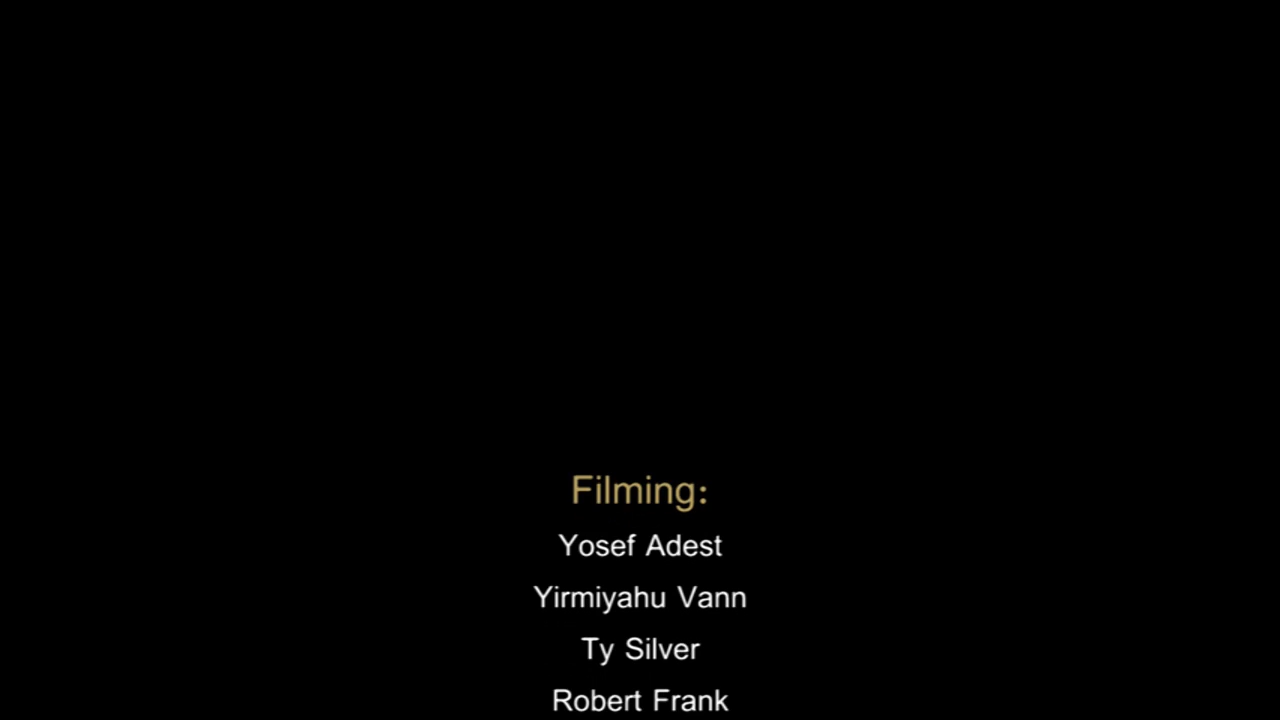 Filming:
Yosef Adest
Yirmiyahu Vann
Ty Silver
Robert Frank